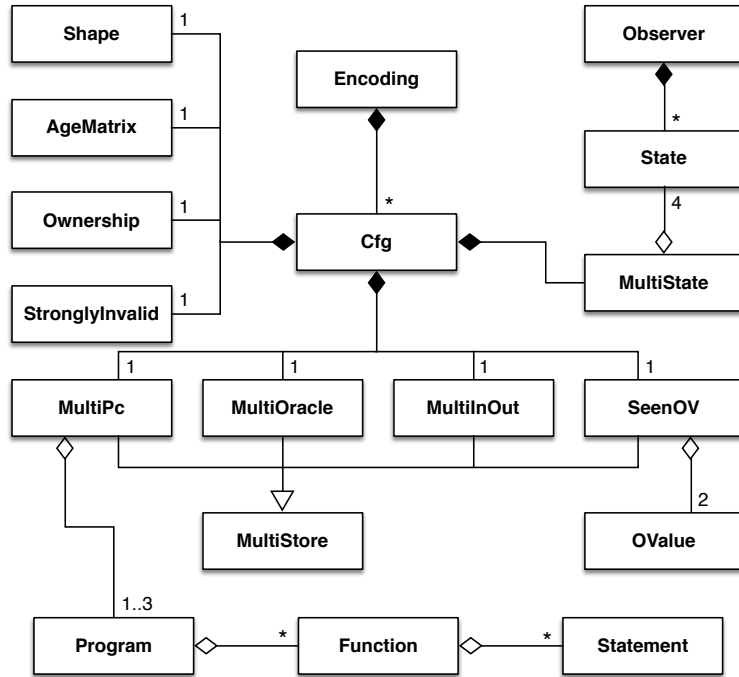 Shape
1
Observer
Encoding
AgeMatrix
1
*
State
Ownership
1
*
4
Cfg
StronglyInvalid
1
MultiState
1
1
1
1
MultiPc
MultiOracle
MultiInOut
SeenOV
2
MultiStore
OValue
1..3
Program
*
Function
*
Statement